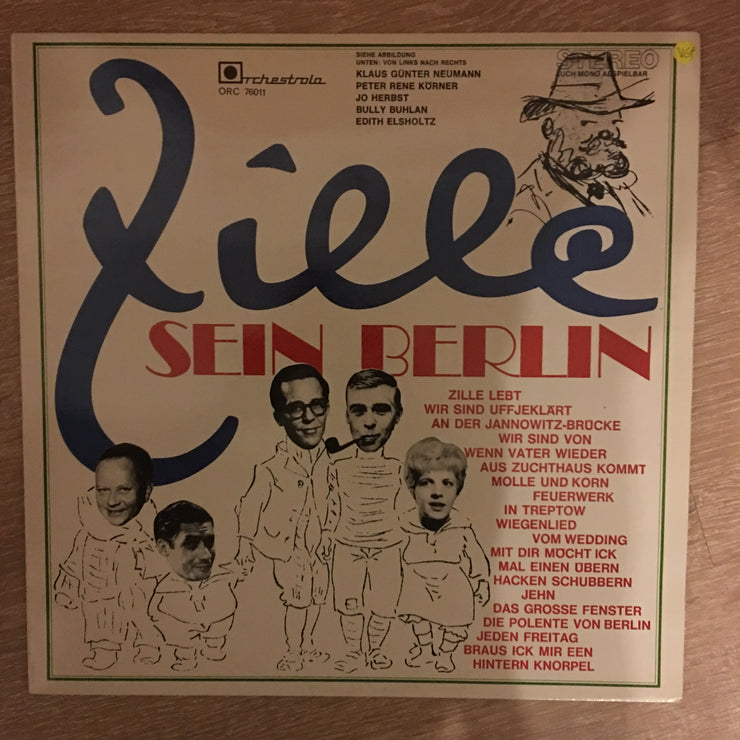 Orchestrola
ORC 76011
SIEHE ABBILDUNG
UNTEN: VON LINKS NACH RECHTS
KLAUS GÜNTER NEUMANN
PETER RENE KÖRNER
JO HERBST
BULLY BUHLAN
EDITH ELSHOLTZ
STEREO
AUCH MONO ABSPIELBAR
VG+
Zille
SEIN BERLIN
ZILLE LEBT
WIR SIND UFFJEKLÄRT
AN DER JANNOWITZ-BRÜCKE
WIR SIND VON
WENN VATER WIEDER
AUS ZUCHTHAUS KOMMT
MOLLE UND KORN
FEUERWERK
IN TREPTOW
WIEGENLIED
VOM WEDDING
MIT DIR MÖCHT ICK
MAL EINEN ÜBERN
HACKEN SCHUBBERN
JEHN
DAS GROSSE FENSTER
DIE POLENTE VON BERLIN
JEDEN FREITAG
BRAUS ICK MIR EEN
HINTERN KNORPEL